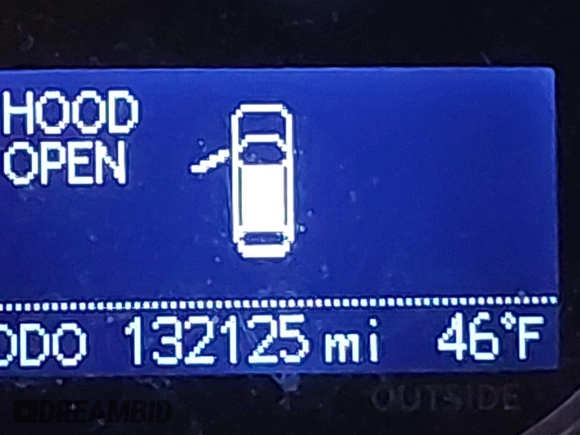 HOOD
OPEN
ODO 132125 mi 46°F
OUTSIDE
DREAMBID